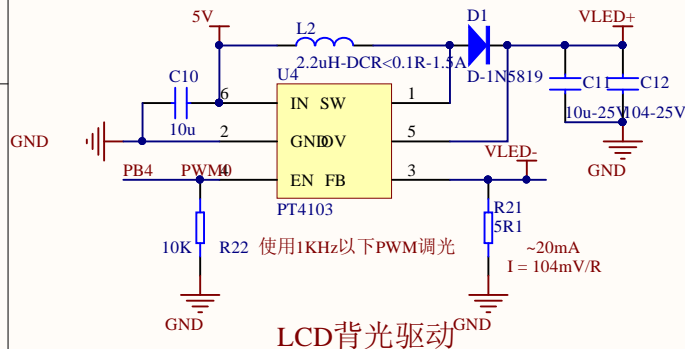 5V
D1
VLED+
L2
2.2uH-DCR<0.1R-1.5A
D-1N5819
C10
U4
C11
C12
6
IN
SW
1
10u
10u-25V
104-25V
GND
2
GND
OV
5
GND
VLED-
PB4
PWM0
4
EN
FB
3
PT4103
R21
5R1
10K
R22
使用1KHz以下PWM调光
~20mA
I = 104mV/R
GND
GND
LCD背光驱动